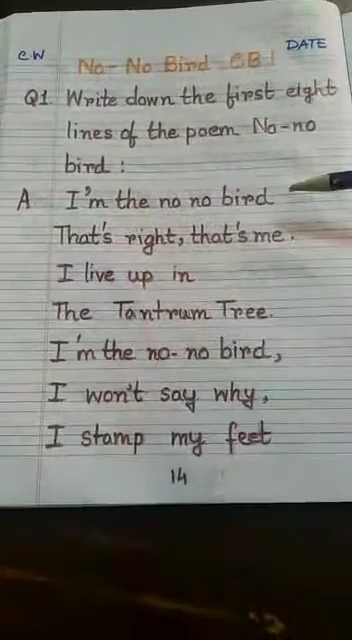 CW
DATE
No-No Bird CB1
Q1 Write down the first eight
lines of the poem No-no
bird :
A I'm the no no bird
That's right, that's me.
I live up in
The Tantrum Tree.
I'm the no-no bird,
I won't say why,
I stamp my feet
14